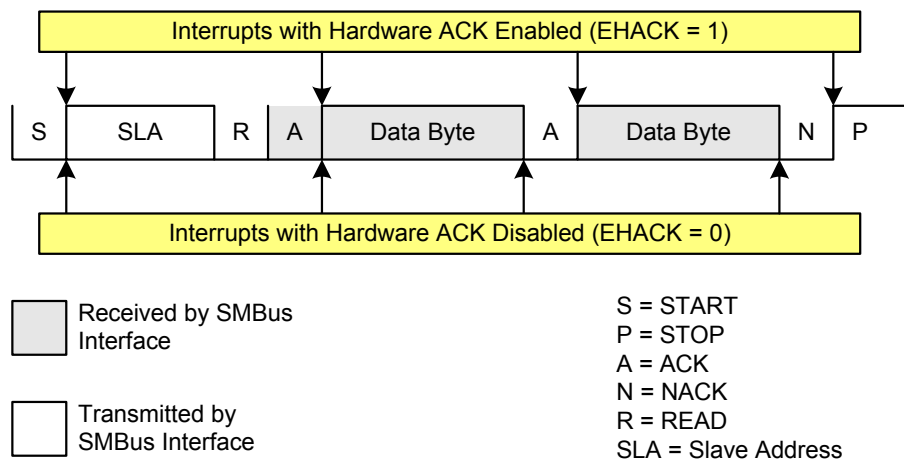 Interrupts with Hardware ACK Enabled (EHACK = 1)
S SLA R A Data Byte A Data Byte N P
Interrupts with Hardware ACK Disabled (EHACK = 0)
Received by SMBus
Interface
Transmitted by
SMBus Interface
S = START
P = STOP
A = ACK
N = NACK
R = READ
SLA = Slave Address